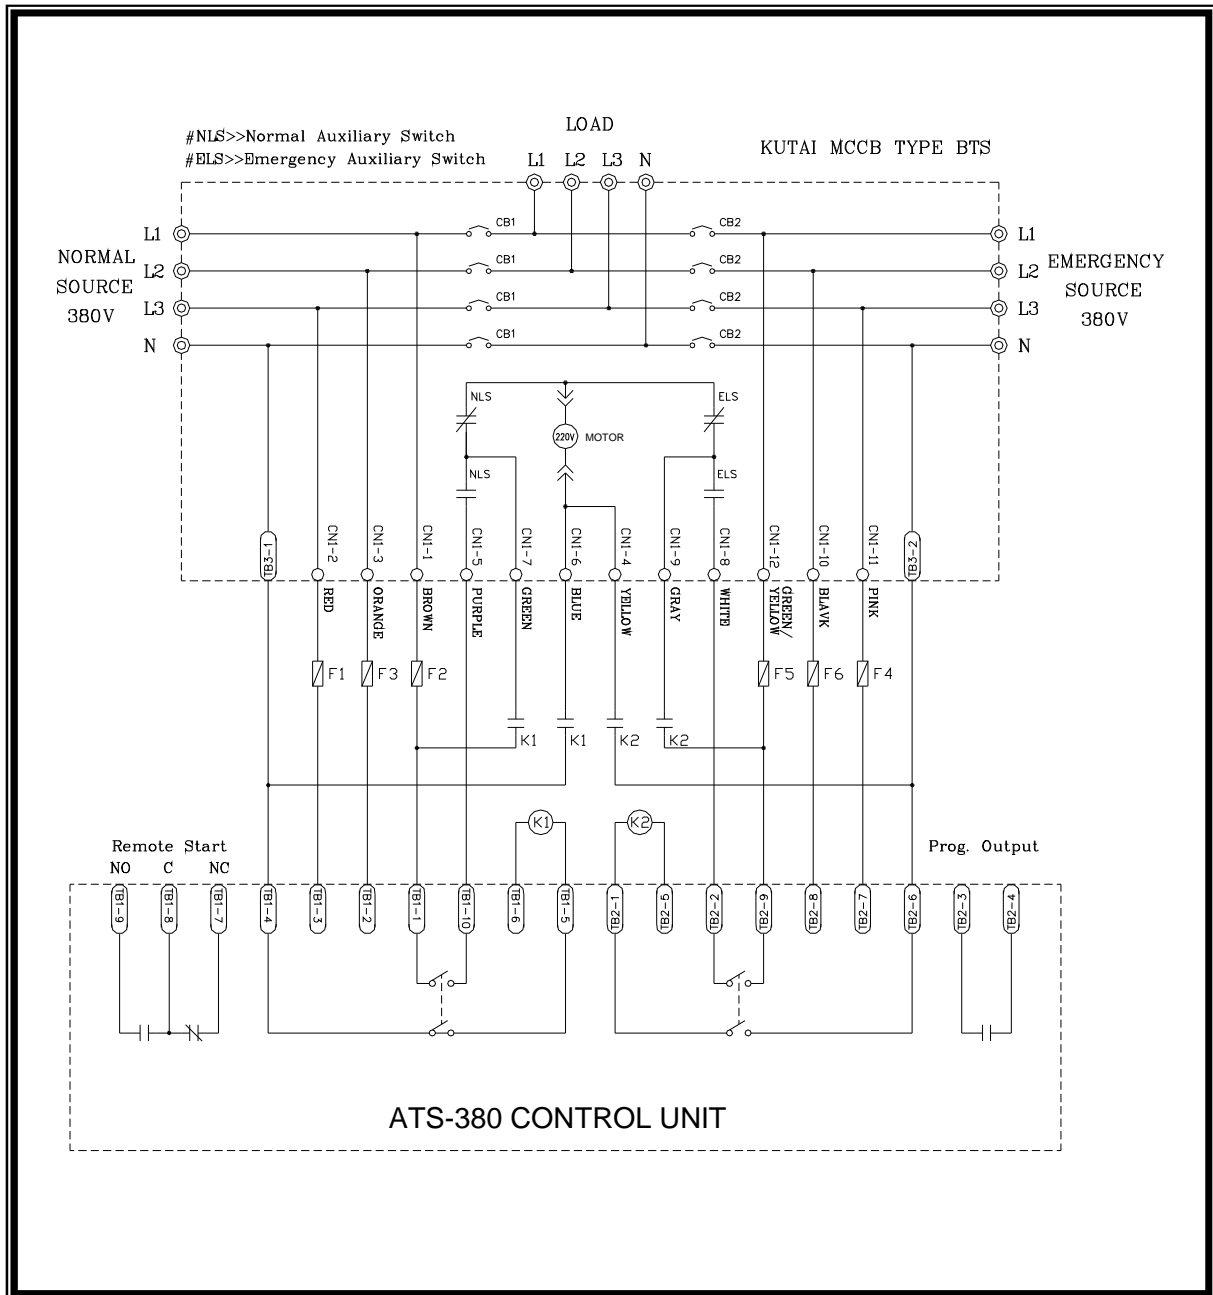 #NLS>>Normal Auxiliary Switch
#ELS>>Emergency Auxiliary Switch
LOAD
L1 L2 L3 N
KUTAI MCCB TYPE BTS
NORMAL
SOURCE
380V
L1
L2
L3
N
CB1
CB1
CB1
CB1
CB2
CB2
CB2
CB2
L1
L2
L3
N
EMERGENCY
SOURCE
380V
NLS
220V MOTOR
ELS
NLS
ELS
TB3-1
CN1-2
CN1-3
CN1-1
CN1-5
CN1-7
CN1-6
CN1-4
CN1-9
CN1-8
CN1-12
CN1-10
CN1-11
TB3-2
RED
ORANGE
BROWN
PURPLE
GREEN
BLUE
YELLOW
GRAY
WHITE
GREEN/
YELLOW
BLAVK
PINK
F1 F3 F2 F5 F6 F4
K1 K1 K2 K2
K1 K2
Remote Start
NO C NC
Prog. Output
TB1-9
TB1-8
TB1-7
TB1-4
TB1-3
TB1-2
TB1-1
TB1-10
TB1-6
TB1-5
TB2-1
TB2-5
TB2-2
TB2-9
TB2-8
TB2-7
TB2-6
TB2-3
TB2-4
ATS-380 CONTROL UNIT